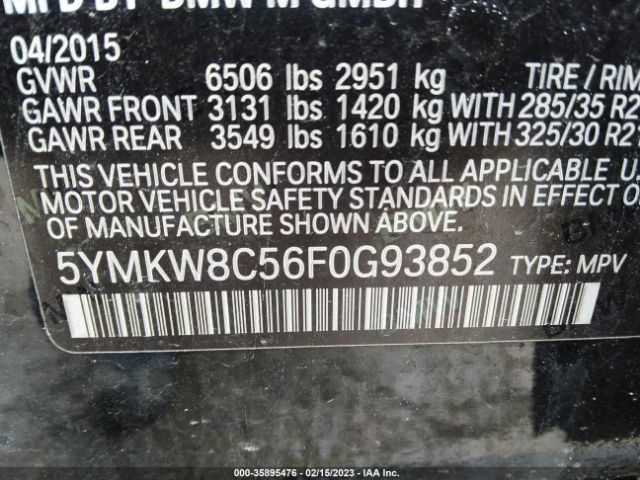 MFD BY BMW M GMBH
04/2015
GVWR 6506 lbs 2951 kg TIRE / RIM
GAWR FRONT 3131 lbs 1420 kg WITH 285/35 R2
GAWR REAR 3549 lbs 1610 kg WITH 325/30 R21
THIS VEHICLE CONFORMS TO ALL APPLICABLE U.
MOTOR VEHICLE SAFETY STANDARDS IN EFFECT
OF MANUFACTURE SHOWN ABOVE.
5YMKW8C56F0G93852 TYPE: MPV
000-35895476 - 02/15/2023 - IAA Inc.